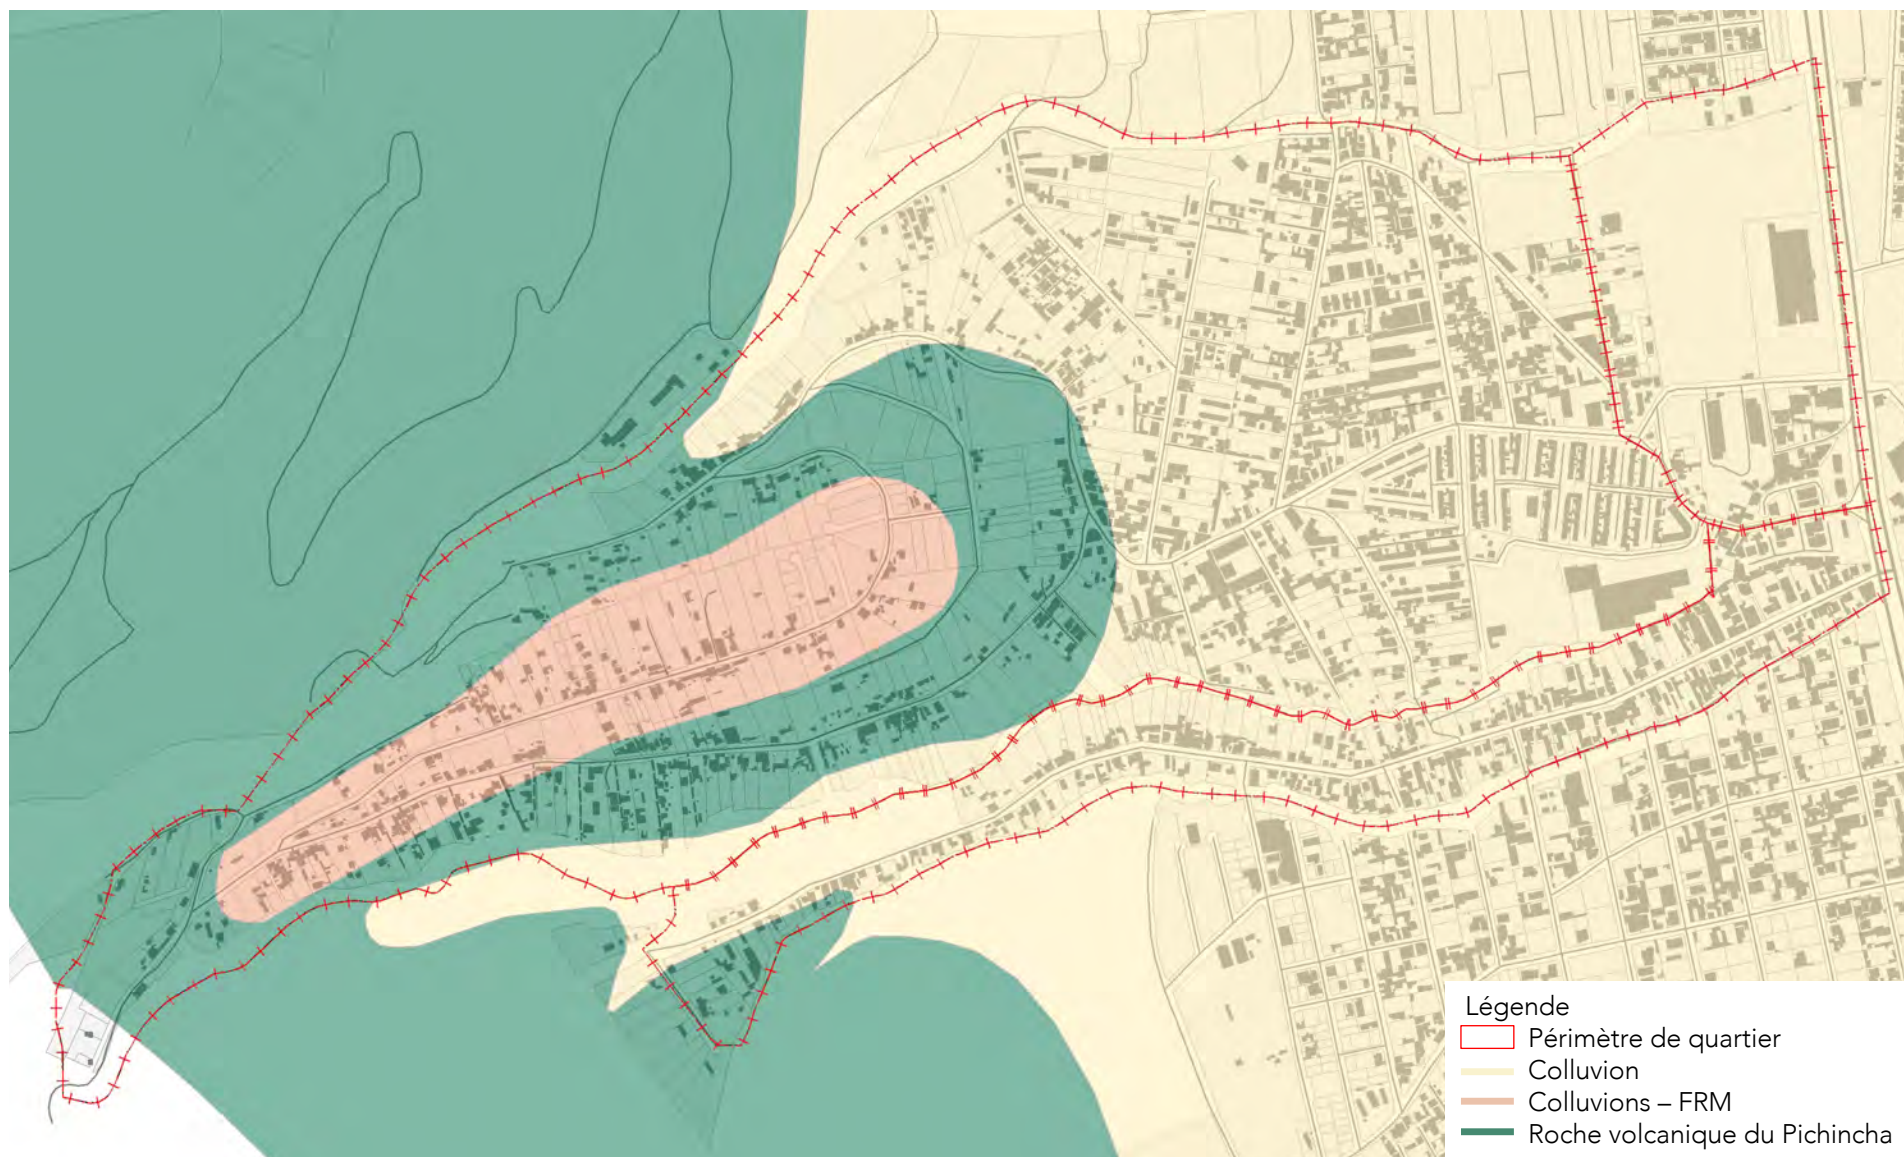 Légende
Périmètre de quartier
Colluvion
Colluvions – FRM
Roche volcanique du Pichincha